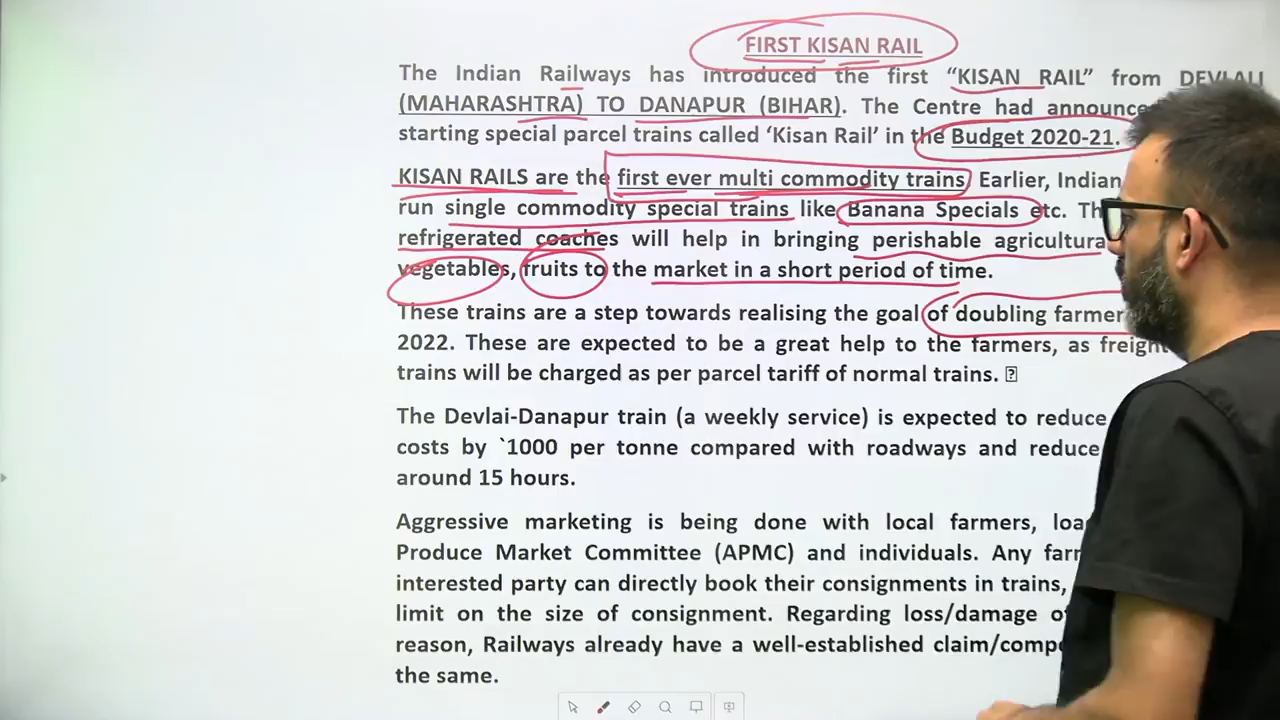 FIRST KISAN RAIL
The Indian Railways has introduced the first “KISAN RAIL” from DEVLALI
(MAHARASHTRA) TO DANAPUR (BIHAR). The Centre had
starting special parcel trains called ‘Kisan Rail’ in the Budget 2020-21.
KISAN RAILS are the first ever multi commodity trains. Earlier, Indian
run single commodity special trains like Banana Specials etc.
refrigerated coaches will help in bringing perishable
vegetables, fruits to the market in a short period of time.
These trains are a step towards realising the goal of doubling
2022. These are expected to be a great help to the farmers, as freight
trains will be charged as per parcel tariff of normal trains.
The Devlai-Danapur train (a weekly service) is expected to reduce
costs by `1000 per tonne compared with roadways and reduce
around 15 hours.
Aggressive marketing is being done with local farmers,
Produce Market Committee (APMC) and individuals. Any
interested party can directly book their consignments in trains,
limit on the size of consignment. Regarding loss/damage
reason, Railways already have a well-established
the same.